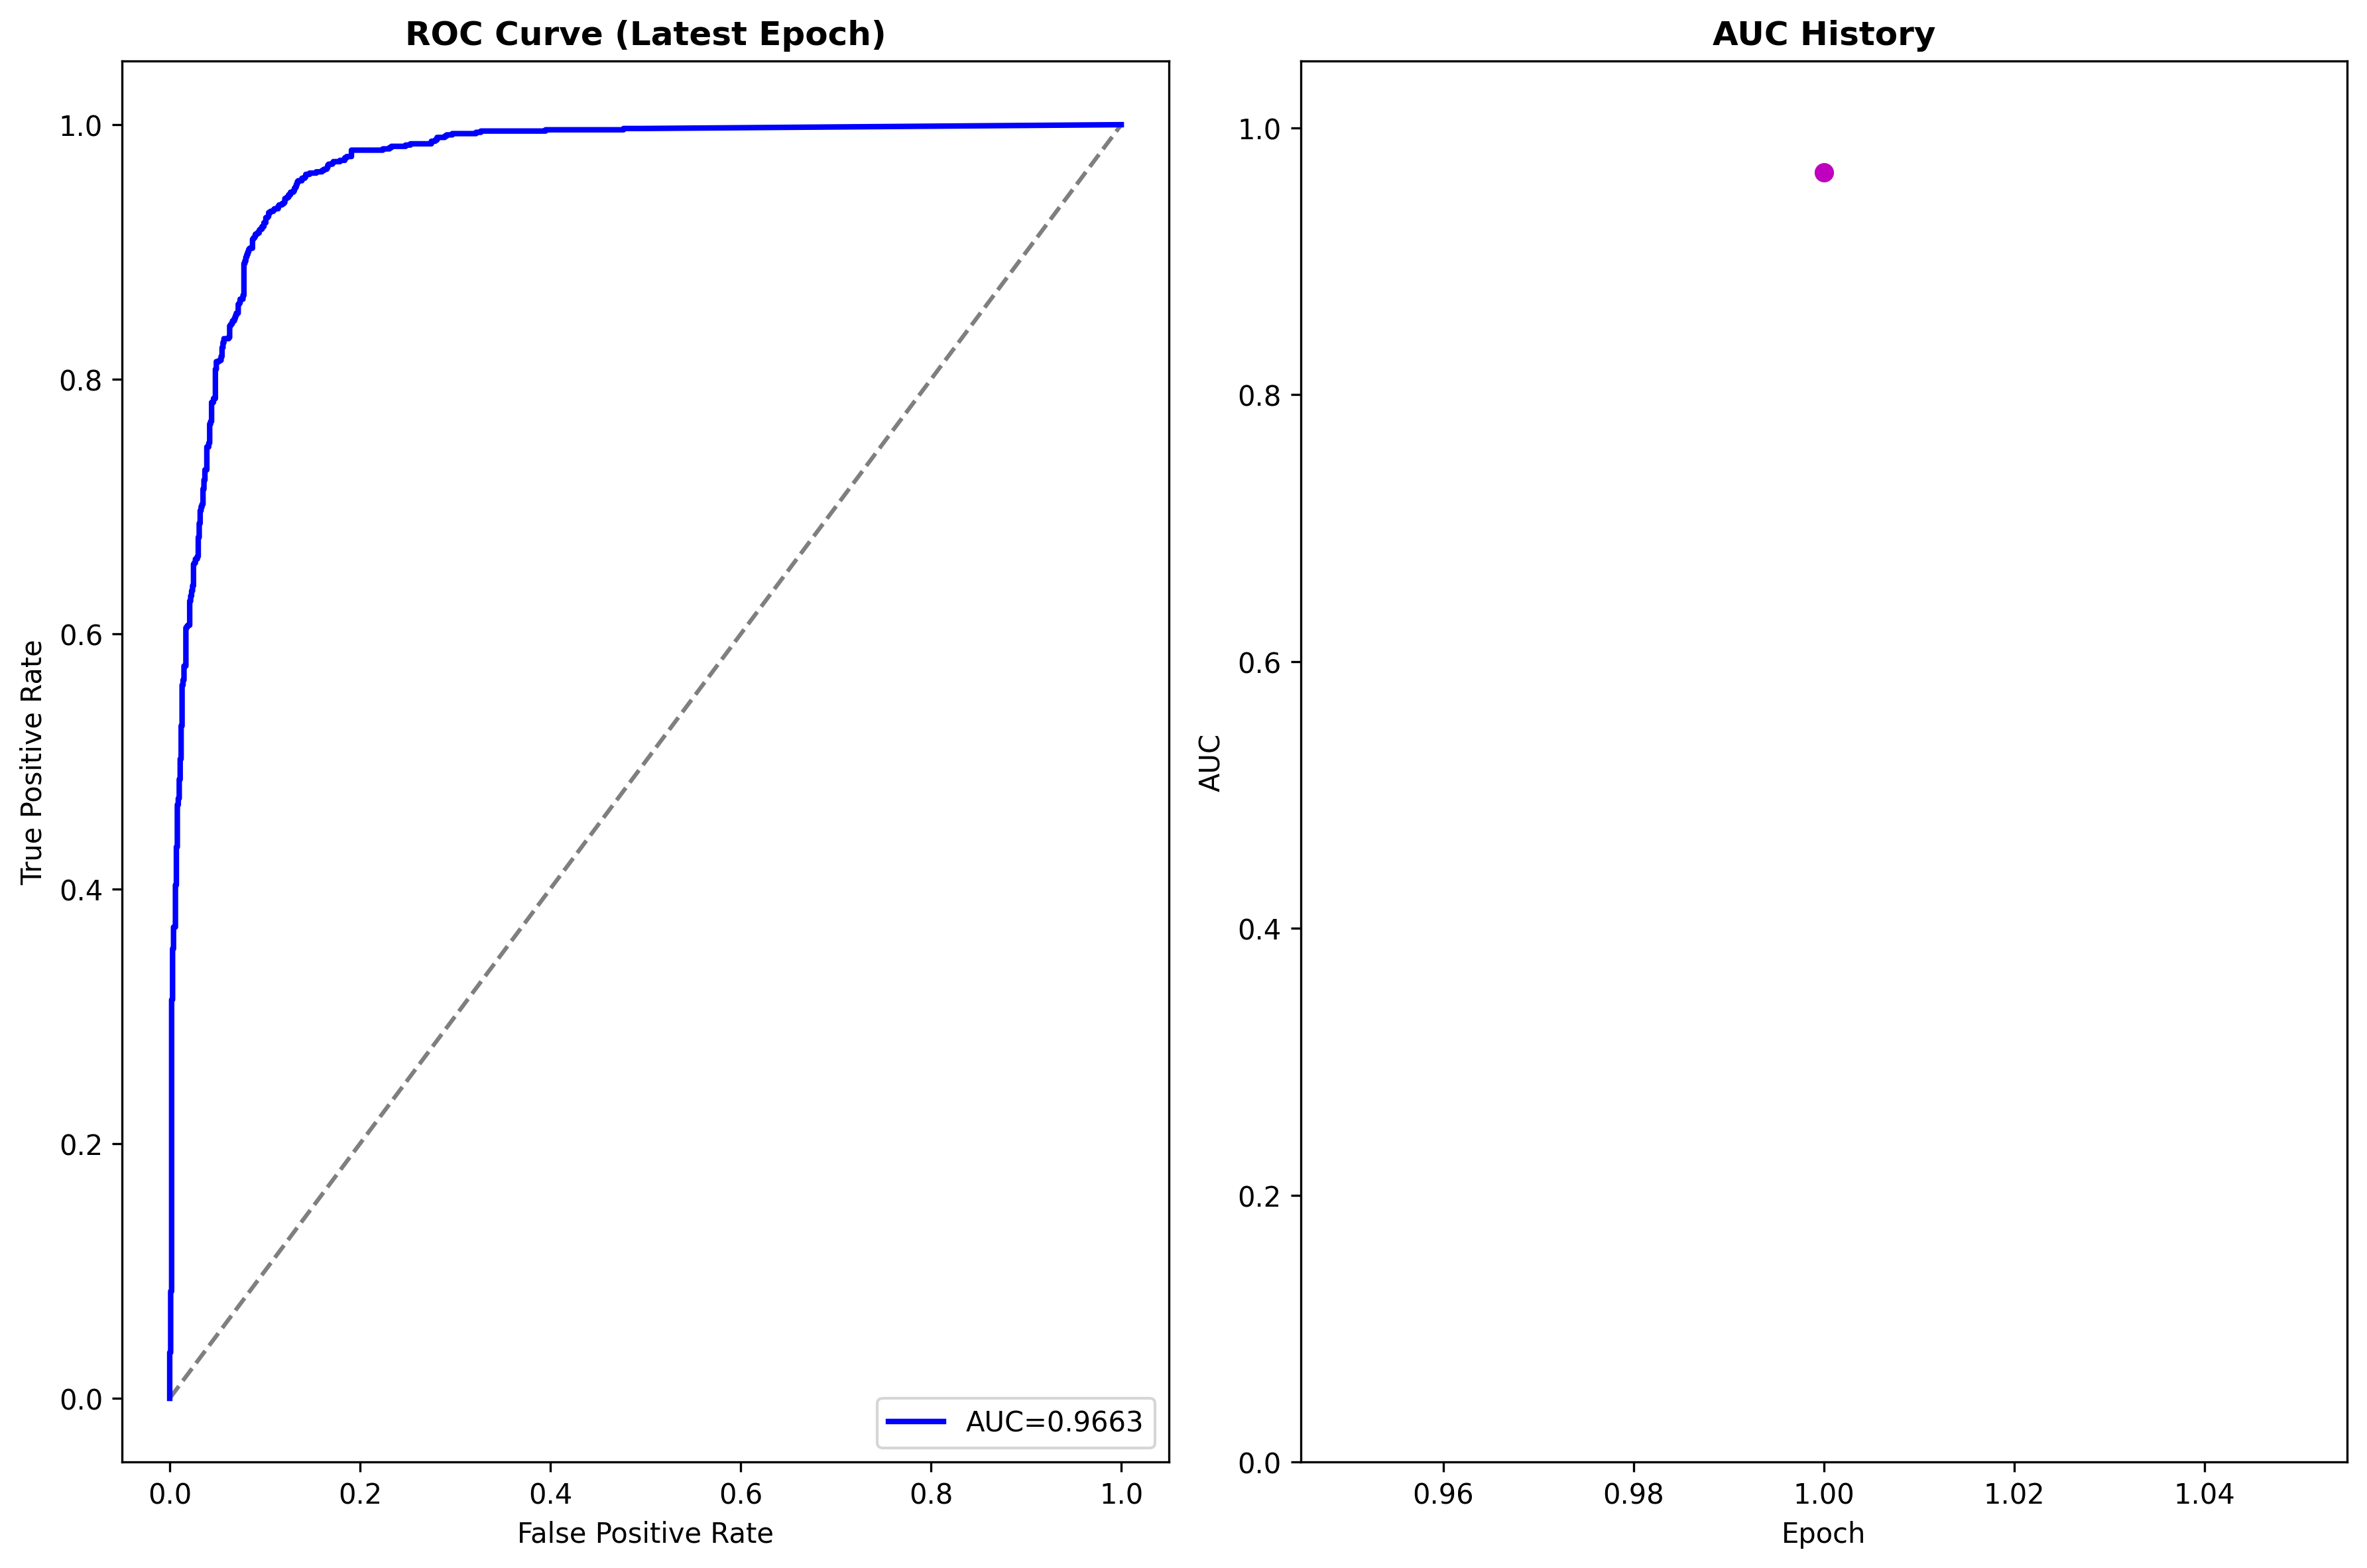 ROC Curve (Latest Epoch)
1.0
0.8
0.6
0.4
0.2
0.0
True Positive Rate
0.0 0.2 0.4 0.6 0.8 1.0
False Positive Rate
AUC=0.9663
AUC History
1.0
0.8
0.6
0.4
0.2
0.0
AUC
0.96 0.98 1.00 1.02 1.04
Epoch